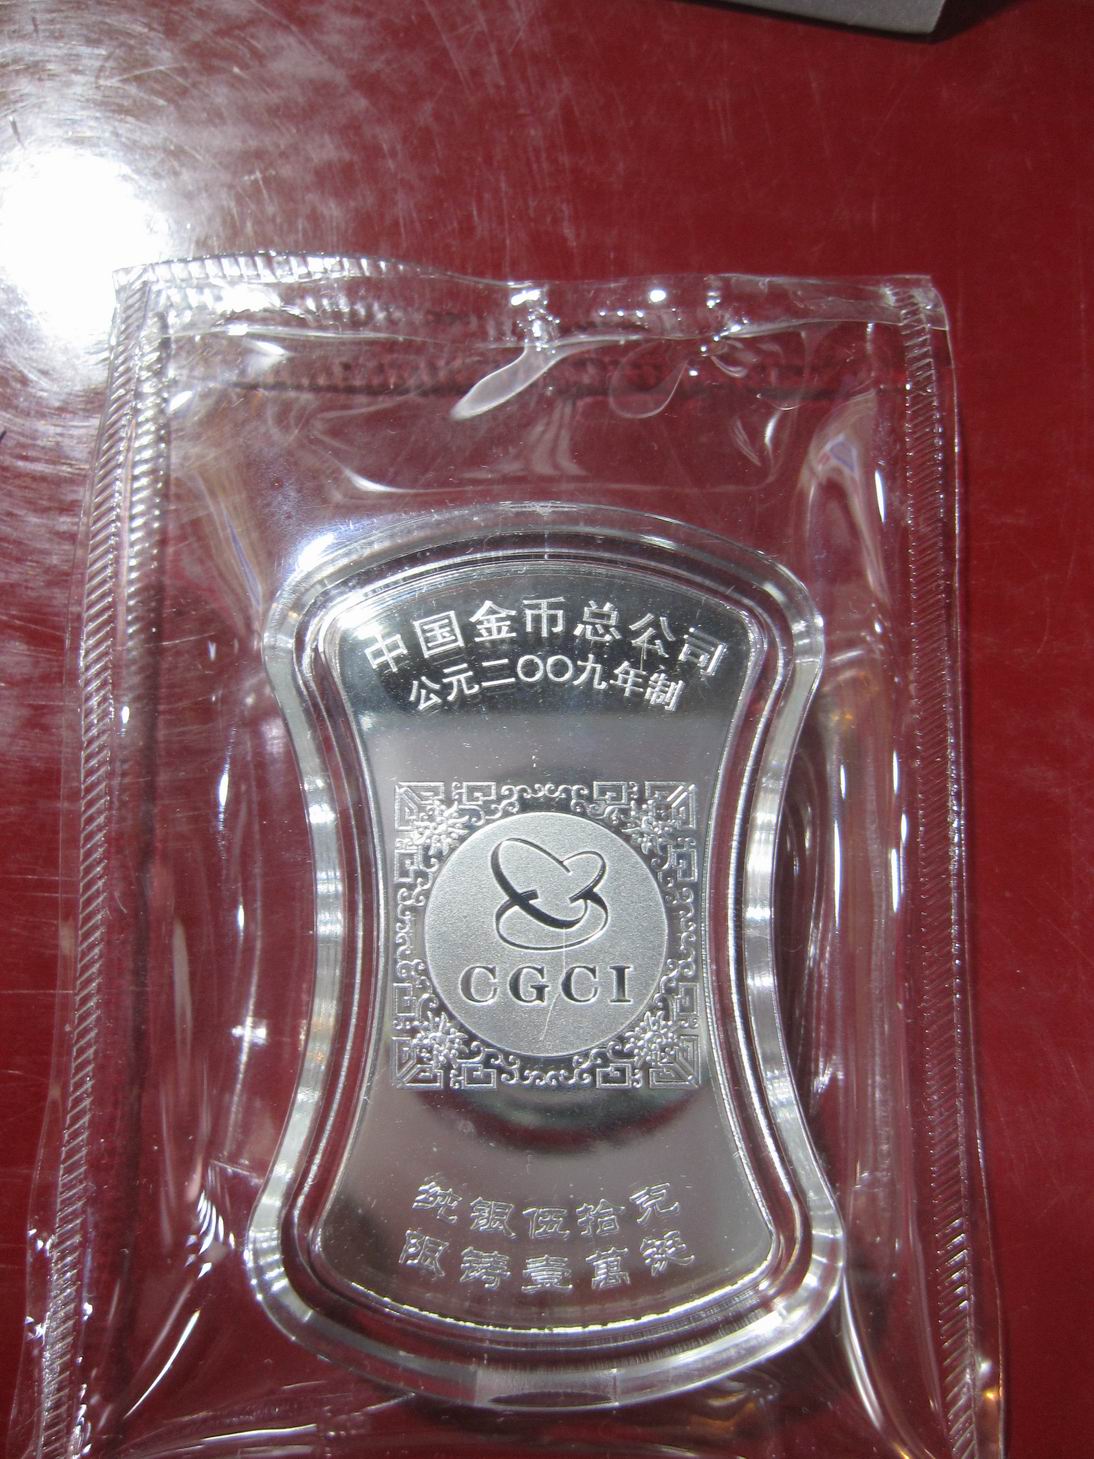 中国金币总公司
公元二〇〇九年制
CGCI
纯银伍拾克
限铸壹萬錠